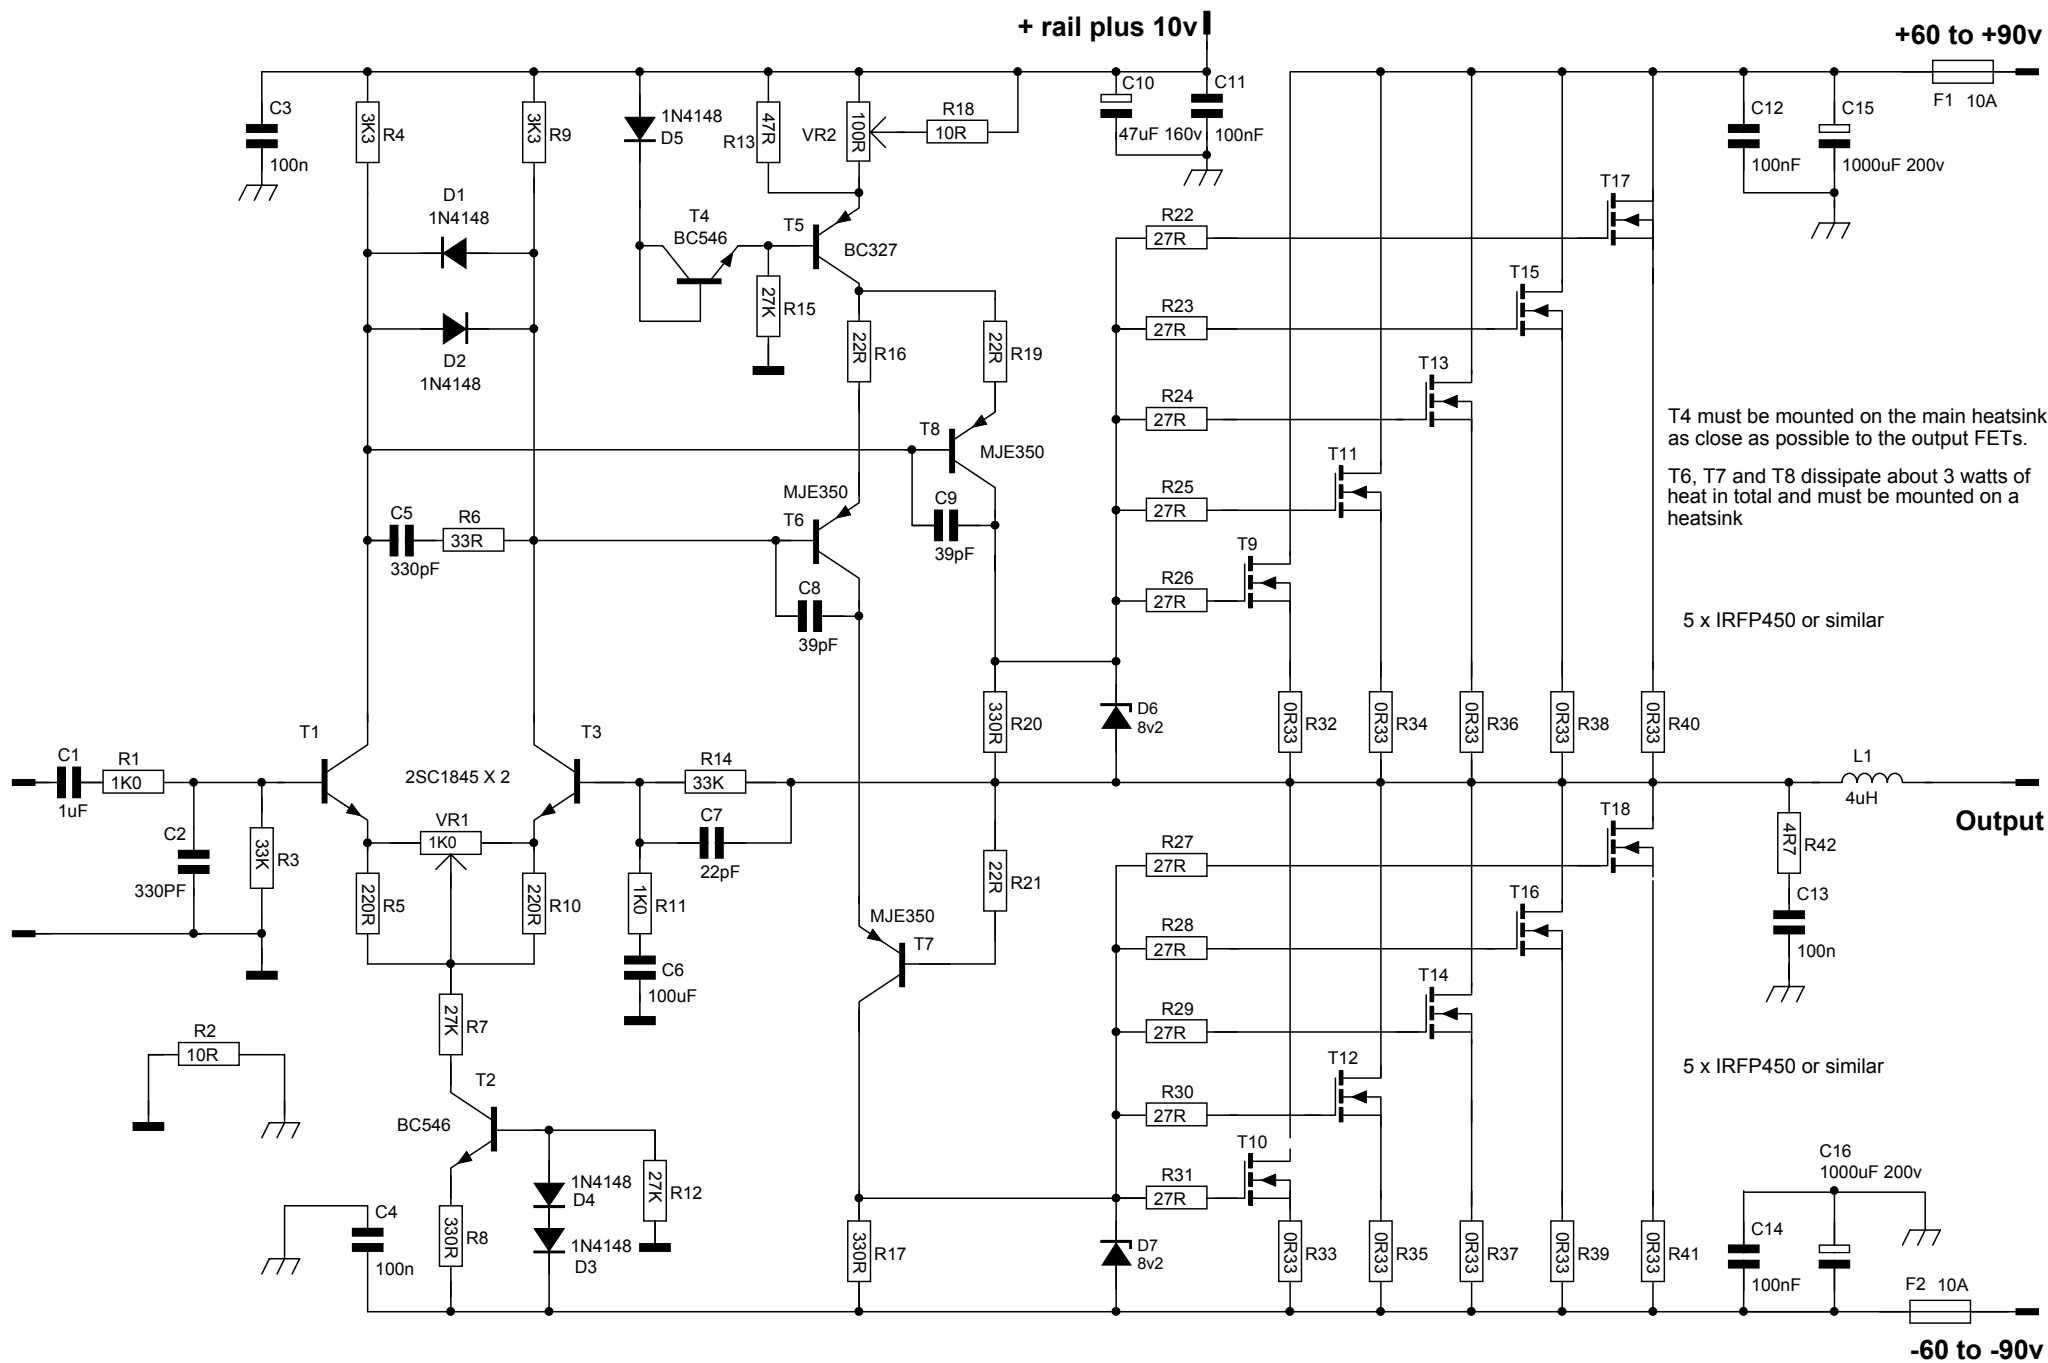 + rail plus 10v
+60 to +90v
C3
100n
3K3
R4
3K3
R9
1N4148
D5
R13
47R
VR2
100R
R18
10R
C10
47uF 160v
C11
100nF
C12
100nF
C15
1000uF 200v
F1 10A
D1
1N4148
D2
1N4148
T4
BC546
T5
BC327
27K
R15
22R
R16
22R
R19
T8
MJE350
MJE350
T6
C9
39pF
C8
39pF
C5
330pF
R6
33R
R22
27R
R23
27R
R24
27R
R25
27R
R26
27R
T17
T15
T13
T11
T9
T4 must be mounted on the main heatsink
as close as possible to the output FETs.
T6, T7 and T8 dissipate about 3 watts of
heat in total and must be mounted on a
heatsink
5 x IRFP450 or similar
330R
R20
D6
8v2
0R33
R32
0R33
R34
0R33
R36
0R33
R38
0R33
R40
C1
1uF
R1
1K0
T1
T3
2SC1845 X 2
VR1
1K0
R14
33K
C7
22pF
C2
330PF
33K
R3
220R
R5
220R
R10
1K0
R11
C6
100uF
22R
R21
MJE350
T7
L1
4uH
Output
4R7
R42
C13
100n
R27
27R
R28
27R
R29
27R
R30
27R
R31
27R
T18
T16
T14
T12
T10
5 x IRFP450 or similar
R2
10R
27K
R7
T2
BC546
1N4148
D4
1N4148
D3
27K
R12
C4
100n
330R
R8
330R
R17
D7
8v2
0R33
R33
0R33
R35
0R33
R37
0R33
R39
0R33
R41
C14
100nF
C16
1000uF 200v
F2 10A
-60 to -90v